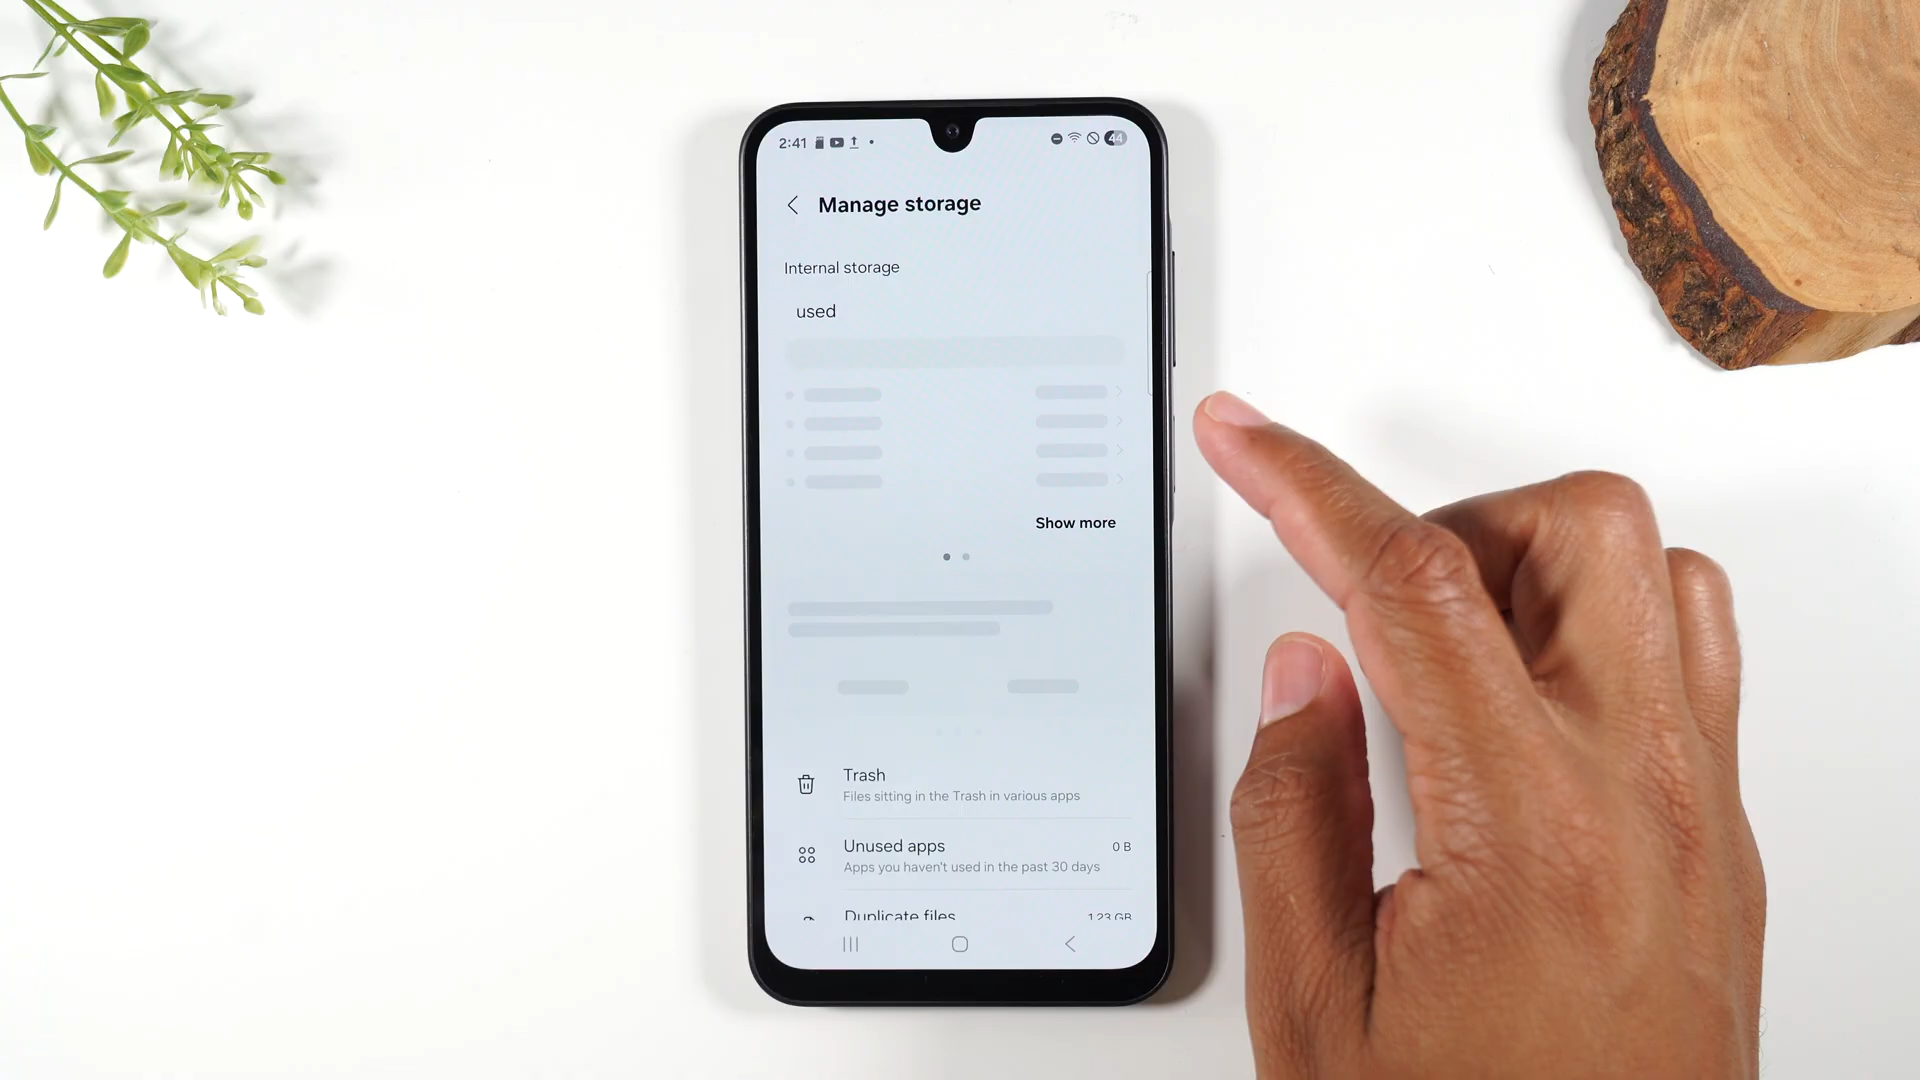 2:41
44
Manage storage
Internal storage
used
Show more
Trash
Files sitting in the Trash in various apps
Unused apps
0 B
Apps you haven't used in the past 30 days
Duplicate files
1.23 GB